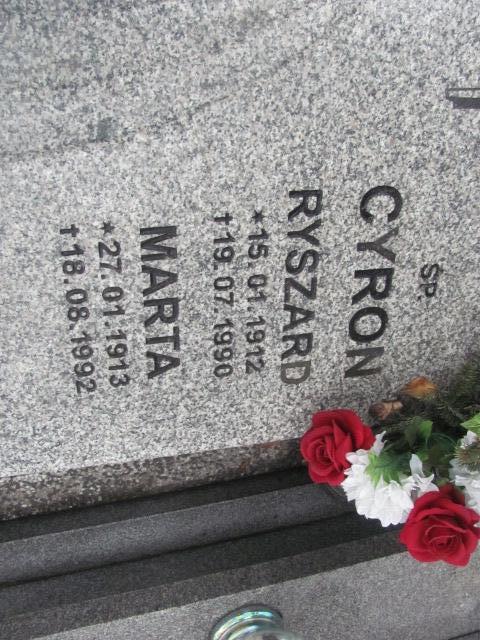 ŚP.
CYRON
RYSZARD
* 15.01.1912
† 19.07.1990
MARTA
* 27.01.1913
† 18.08.1992